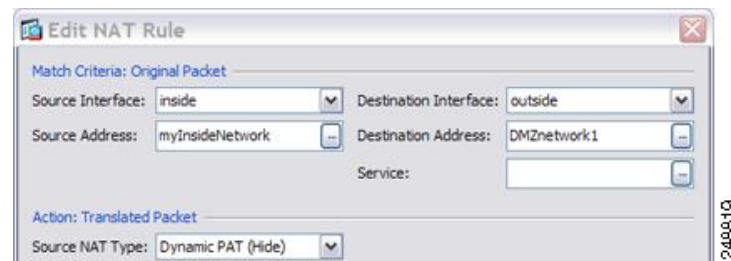 Edit NAT Rule
Match Criteria: Original Packet
Source Interface: inside Destination Interface: outside
Source Address: myInsideNetwork ... Destination Address: DMZnetwork1 ...
Service: ...
Action: Translated Packet
Source NAT Type: Dynamic PAT (Hide)
248819